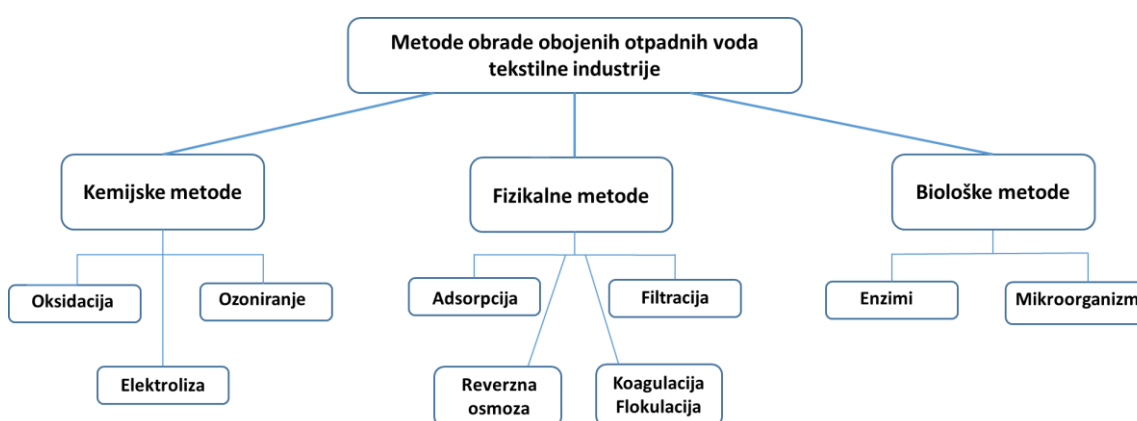 Metode obrade obojenih otpadnih voda
tekstilne industrije
Kemijske metode
Fizikalne metode
Biološke metode
Oksidacija
Ozoniranje
Adsorpcija
Filtracija
Enzimi
Mikroorganizm
Elektroliza
Reverzna
osmoza
Koagulacija
Flokulacija